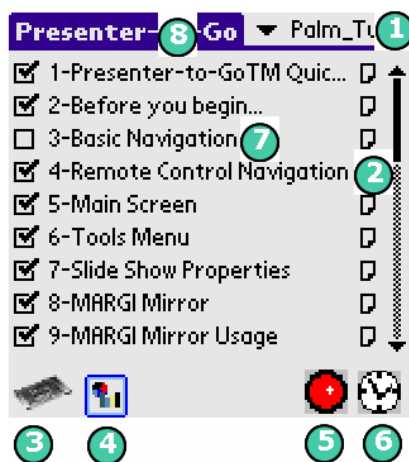 Presenter- 8 -Go Palm_Tu 1
1-Presenter-to-GoTM Quic...
2-Before you begin...
3-Basic Navigation 7
4-Remote Control Navigation 2
5-Main Screen
6-Tools Menu
7-Slide Show Properties
8-MARGI Mirror
9-MARGI Mirror Usage
3 4 5 6